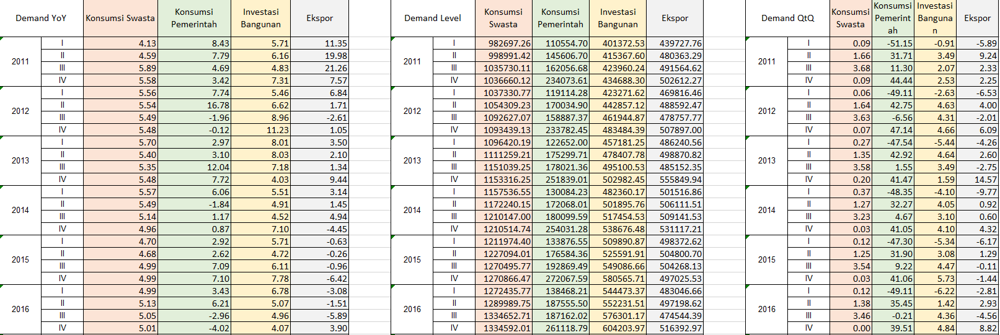 Demand YoY Konsumsi Swasta Konsumsi Pemerintah Investasi Bangunan Ekspor Demand Level Konsumsi Swasta Konsumsi Pemerintah Investasi Bangunan Ekspor Demand QtQ Konsumsi Swasta Konsumsi Pemerint ah Investasi Banguna n Ekspor
2011 I 4.13 8.43 5.71 11.35 2011 I 982697.26 110554.70 401372.53 439727.76 2011 I 0.09 -51.15 -0.91 -5.89
II 4.59 7.79 6.16 19.98 II 998991.42 145606.70 415367.60 480363.29 II 1.66 31.71 3.49 9.24
III 5.89 4.69 4.83 21.26 III 1035730.11 162056.68 423960.24 491564.62 III 3.68 11.30 2.07 2.33
IV 5.58 3.42 7.31 7.57 IV 1036660.12 234073.61 434688.30 502612.27 IV 0.09 44.44 2.53 2.25
2012 I 5.56 7.74 5.46 6.84 2012 I 1037330.77 119114.28 423271.62 469816.46 2012 I 0.06 -49.11 -2.63 -6.53
II 5.54 16.78 6.62 1.71 II 1054309.23 170034.90 442857.12 488592.47 II 1.64 42.75 4.63 4.00
III 5.49 -1.96 8.96 -2.61 III 1092627.07 158887.37 461944.87 478757.77 III 3.63 -6.56 4.31 -2.01
IV 5.48 -0.12 11.23 1.05 IV 1093439.13 233782.45 483484.39 507897.00 IV 0.07 47.14 4.66 6.09
2013 I 5.70 2.97 8.01 3.50 2013 I 1096420.19 122652.00 457181.25 486240.56 2013 I 0.27 -47.54 -5.44 -4.26
II 5.40 3.10 8.03 2.10 II 1111259.21 175299.71 478407.78 498870.82 II 1.35 42.92 4.64 2.60
III 5.35 12.04 7.18 1.34 III 1151039.25 178021.36 495100.53 485152.35 III 3.58 1.55 3.49 -2.75
IV 5.48 7.72 4.03 9.44 IV 1153316.25 251839.01 502982.45 555849.94 IV 0.20 41.47 1.59 14.57
2014 I 5.57 6.06 5.51 3.14 2014 I 1157536.55 130084.23 482360.17 501516.86 2014 I 0.37 -48.35 -4.10 -9.77
II 5.49 -1.84 4.91 1.45 II 1172240.15 172068.01 501895.76 506111.51 II 1.27 32.27 4.05 0.92
III 5.14 1.17 4.52 4.94 III 1210147.00 180099.59 517454.53 509141.53 III 3.23 4.67 3.10 0.60
IV 4.96 0.87 7.10 -4.45 IV 1210514.74 254031.28 538676.48 531117.21 IV 0.03 41.05 4.10 4.32
2015 I 4.70 2.92 5.71 -0.63 2015 I 1211974.40 133876.55 509890.87 498372.62 2015 I 0.12 -47.30 -5.34 -6.17
II 4.68 2.62 4.72 -0.26 II 1227094.01 176584.36 525591.91 504800.70 II 1.25 31.90 3.08 1.29
III 4.99 7.09 6.11 -0.96 III 1270495.77 192869.49 549086.66 504268.13 III 3.54 9.22 4.47 -0.11
IV 4.99 7.10 7.78 -6.42 IV 1270866.47 272067.59 580565.71 497025.53 IV 0.03 41.06 5.73 -1.44
2016 I 4.99 3.43 6.78 -3.08 2016 I 1272435.77 138468.21 544473.37 483046.66 2016 I 0.12 -49.11 -6.22 -2.81
II 5.13 6.21 5.07 -1.51 II 1289989.75 187555.50 552231.51 497198.62 II 1.38 35.45 1.42 2.93
III 5.05 -2.96 4.96 -5.89 III 1334652.71 187162.02 576301.17 474544.39 III 3.46 -0.21 4.36 -4.56
IV 5.01 -4.02 4.07 3.90 IV 1334592.01 261118.79 604203.97 516392.97 IV 0.00 39.51 4.84 8.82